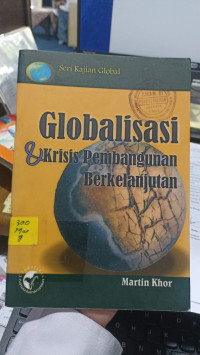 Seri Kajian Global
Globalisasi
& Krisis Pembangunan
Berkelanjutan
Martin Khor